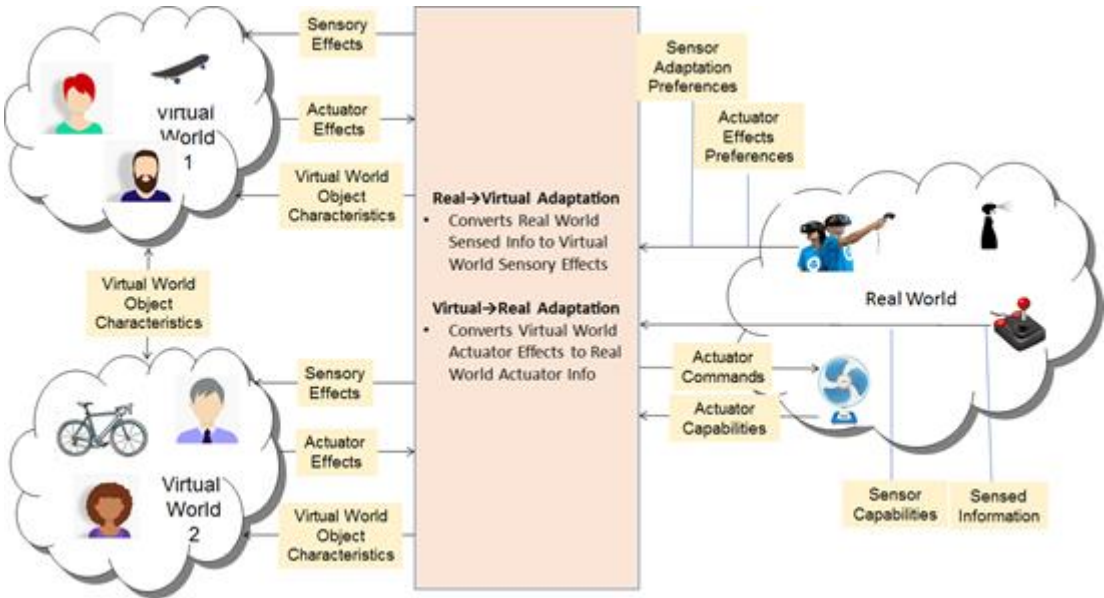 Sensory
Effects
Virtual
World
1
Actuator
Effects
Virtual World
Object
Characteristics
Virtual World
Object
Characteristics
Sensory
Effects
Actuator
Effects
Virtual
World
2
Virtual World
Object
Characteristics
Real→Virtual Adaptation
• Converts Real World
Sensed Info to Virtual
World Sensory Effects
Virtual→Real Adaptation
• Converts Virtual World
Actuator Effects to Real
World Actuator Info
Sensor
Adaptation
Preferences
Actuator
Effects
Preferences
Real World
Actuator
Commands
Actuator
Capabilities
Sensor
Capabilities
Sensed
Information